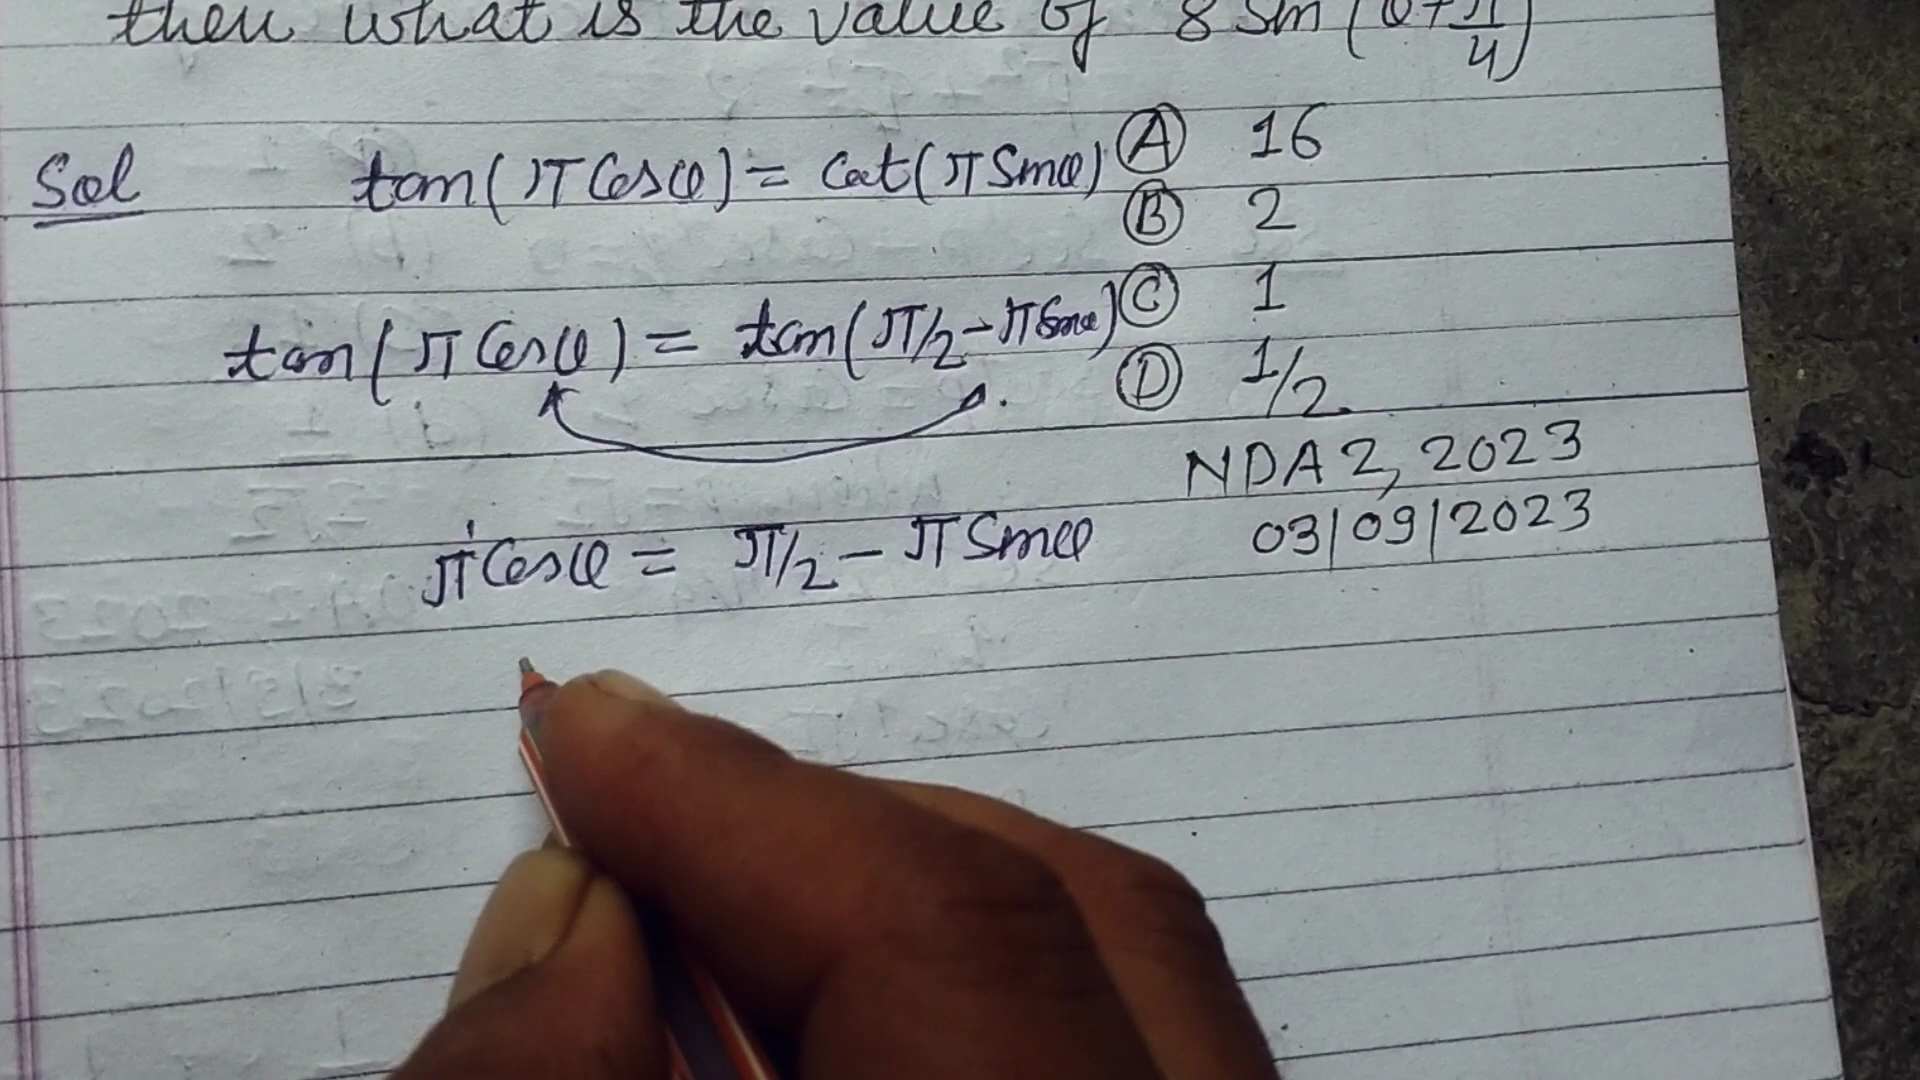 then what is the value of 8 Sin(θ+π/4)
Sol tan(π Cosθ) = Cot(π Sinθ) (A) 16
(B) 2
tan(π Cosθ) = tan(π/2 - π Sinθ) (C) 1
(D) 1/2
NDA 2, 2023
π Cosθ = π/2 - π Sinθ 03/09/2023